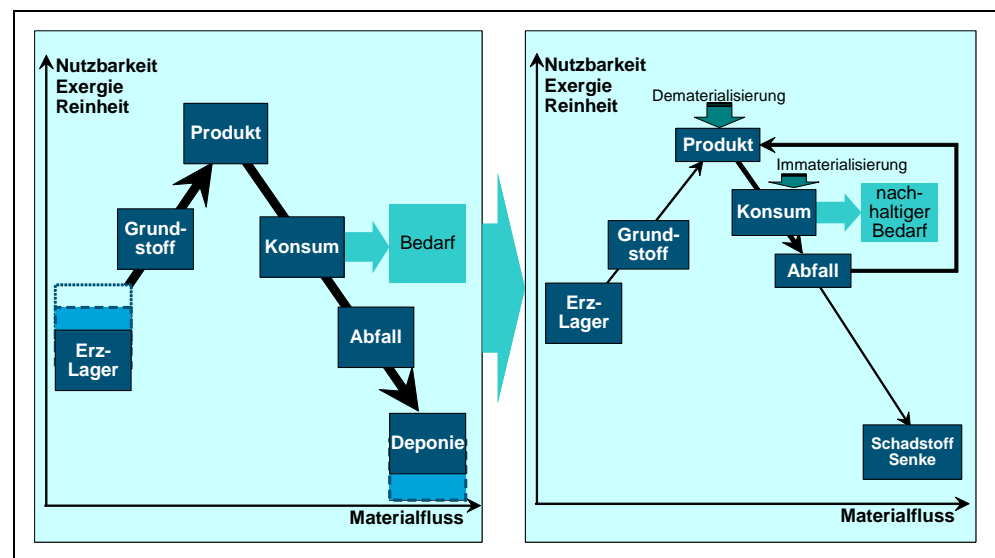 Nutzbarkeit
Exergie
Reinheit
Produkt
Grund-
stoff
Konsum
Bedarf
Erz-
Lager
Abfall
Deponie
Materialfluss
Nutzbarkeit
Exergie
Reinheit
Dematerialisierung
Produkt
Immaterialisierung
Konsum
nach-
haltiger
Bedarf
Grund-
stoff
Abfall
Erz-
Lager
Schadstoff
Senke
Materialfluss